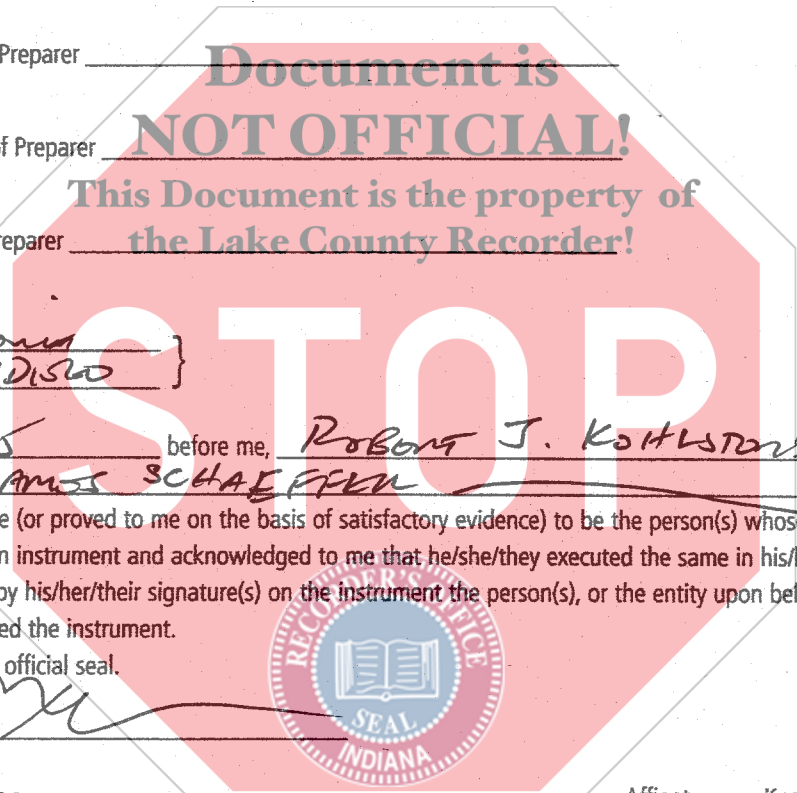 Preparer
Document is
f Preparer
NOT OFFICIAL!
This Document is the property of
reparer
the Lake County Recorder!
STOP
before me, ROBERT J.
SCHAEFFER
e (or proved to me on the basis of satisfactory evidence) to be the person(s) whos
n instrument and acknowledged to me that he/she/they executed the same in his/
by his/her/their signature(s) on the instrument the person(s), or the entity upon be
ed the instrument.
official seal.
RECORDER'S OFFICE
SEAL
INDIANA